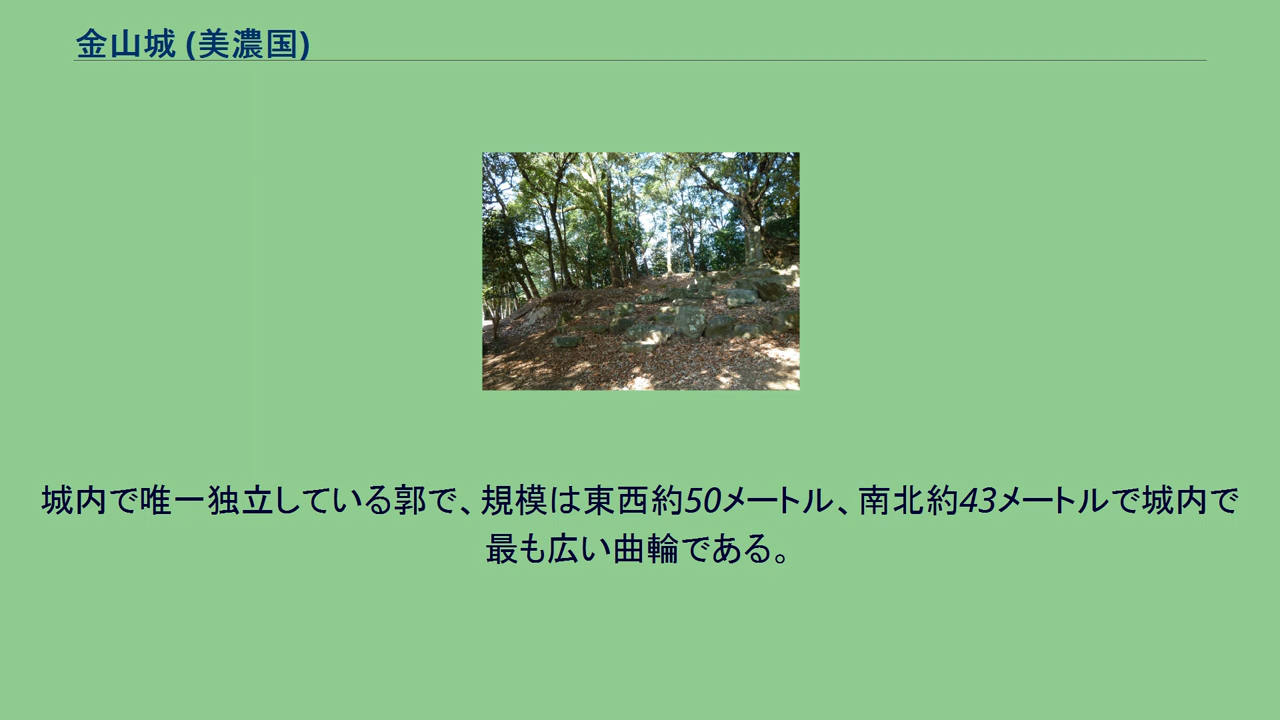 金山城 (美濃国)
城内で唯一独立している郭で、規模は東西約50メートル、南北約43メートルで城内で
最も広い曲輪である。